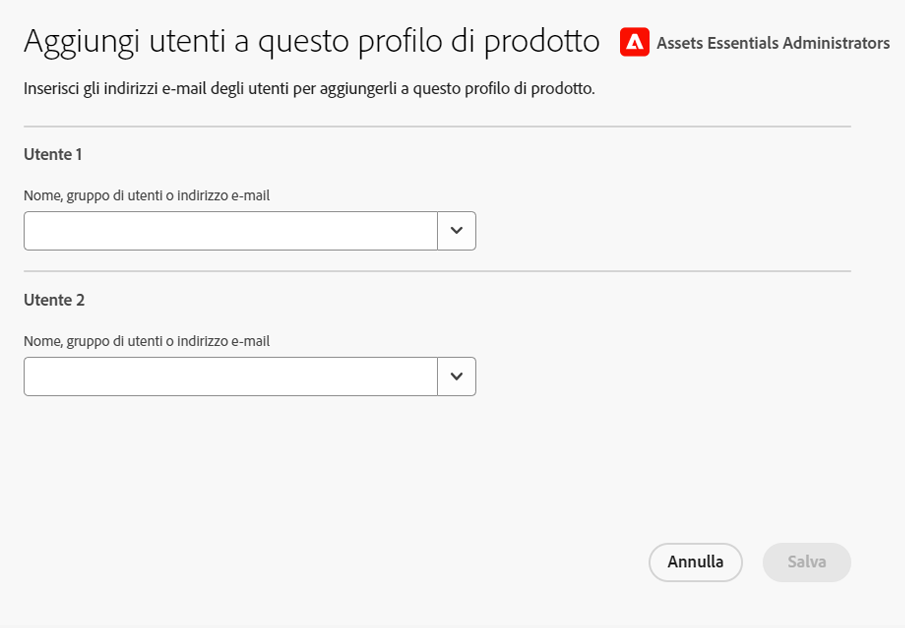 Aggiungi utenti a questo profilo di prodotto Assets Essentials Administrators
Inserisci gli indirizzi e-mail degli utenti per aggiungerli a questo profilo di prodotto.
Utente 1
Nome, gruppo di utenti o indirizzo e-mail
Utente 2
Nome, gruppo di utenti o indirizzo e-mail
Annulla Salva